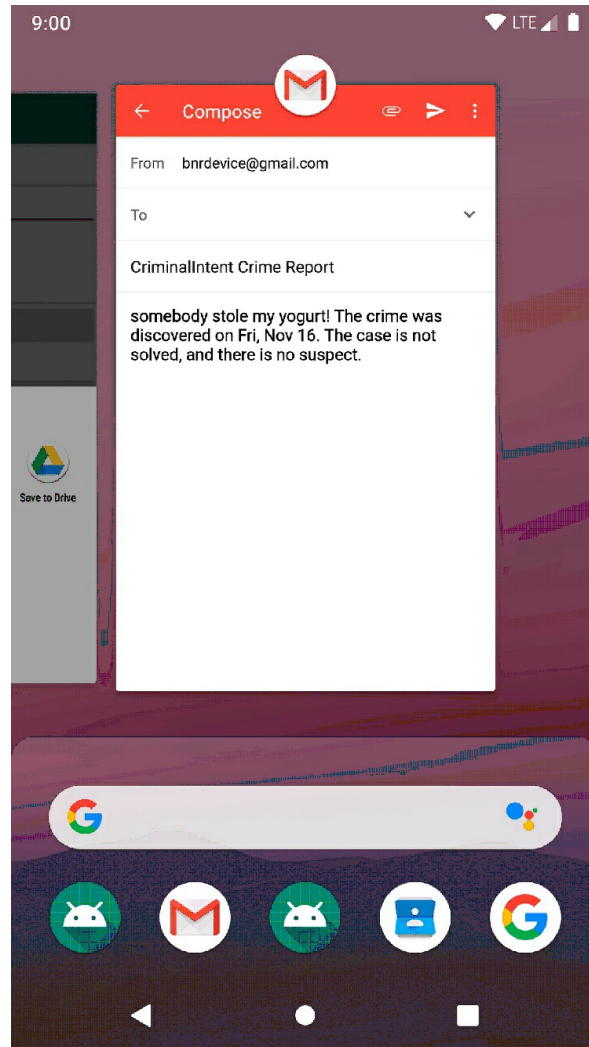 9:00
LTE
Compose
From bnrdevice@gmail.com
To
CriminalIntent Crime Report
somebody stole my yogurt! The crime was
discovered on Fri, Nov 16. The case is not
solved, and there is no suspect.
Save to Drive